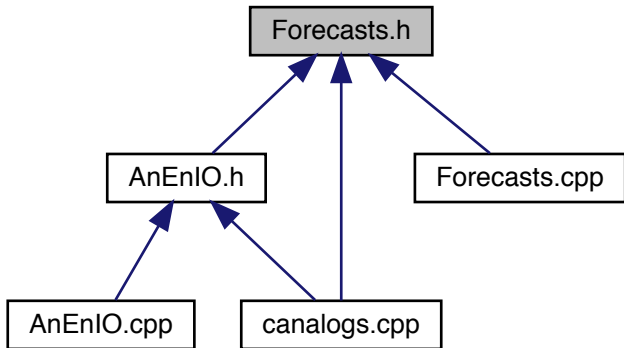 Forecasts.h
AnEnIO.h
Forecasts.cpp
AnEnIO.cpp
canalogs.cpp